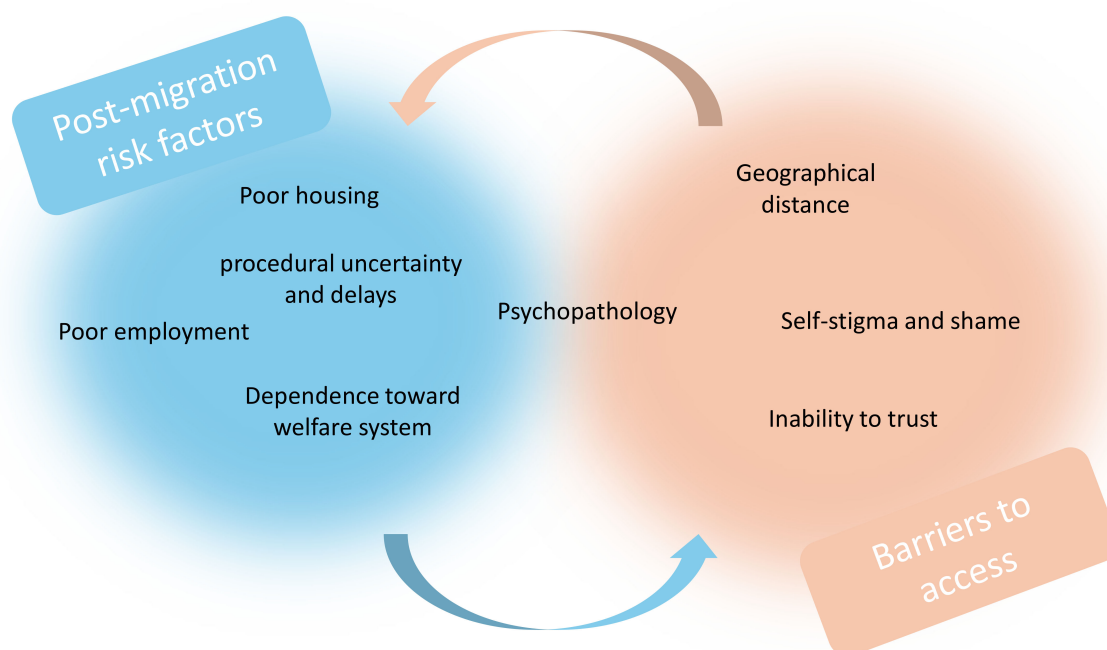 Post-migration
risk factors
Poor housing
procedural uncertainty
and delays
Poor employment
Dependence toward
welfare system
Psychopathology
Geographical
distance
Self-stigma and shame
Inability to trust
Barriers to
access